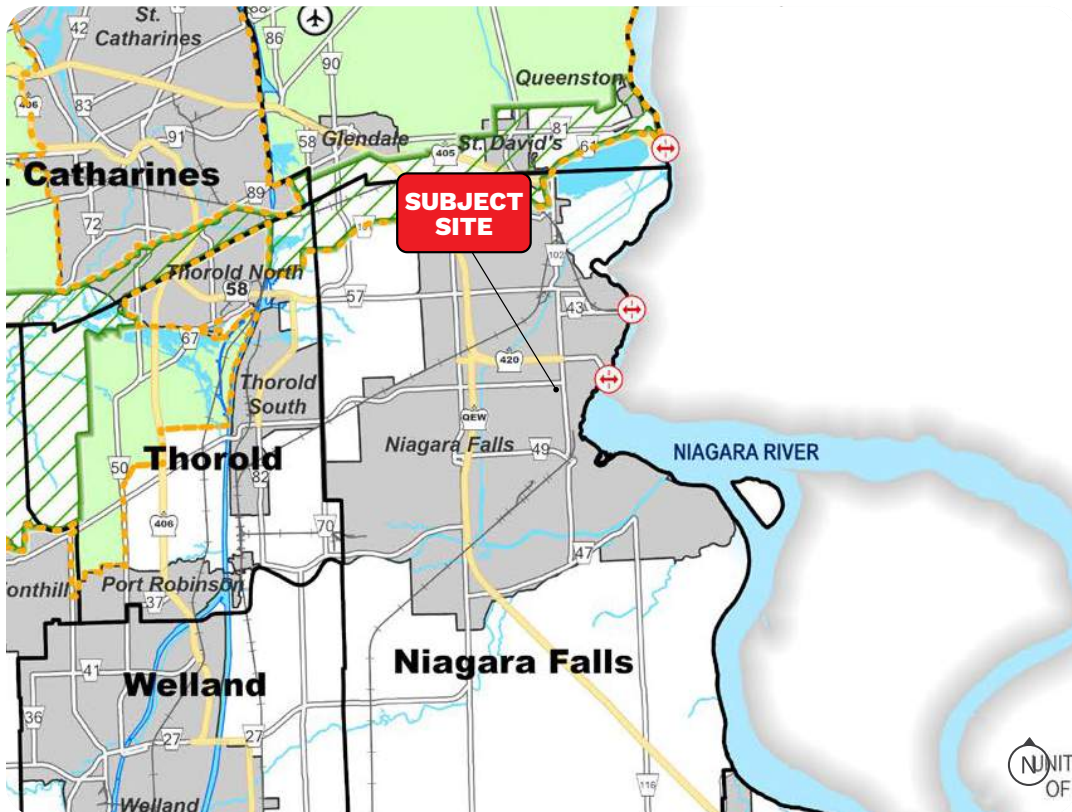 St.
Catharines
42
86
90
Queenston
406
83
91
58
Glendale
405
St. David's
81
61
. Catharines
89
SUBJECT
SITE
72
102
Thorold North
58
57
43
67
420
Thorold
South
QEW
Niagara Falls
49
NIAGARA RIVER
50
Thorold
82
406
70
47
onthill
Port Robinson
37
Niagara Falls
41
Welland
36
27
27
116
N
UNIT
OF
Welland